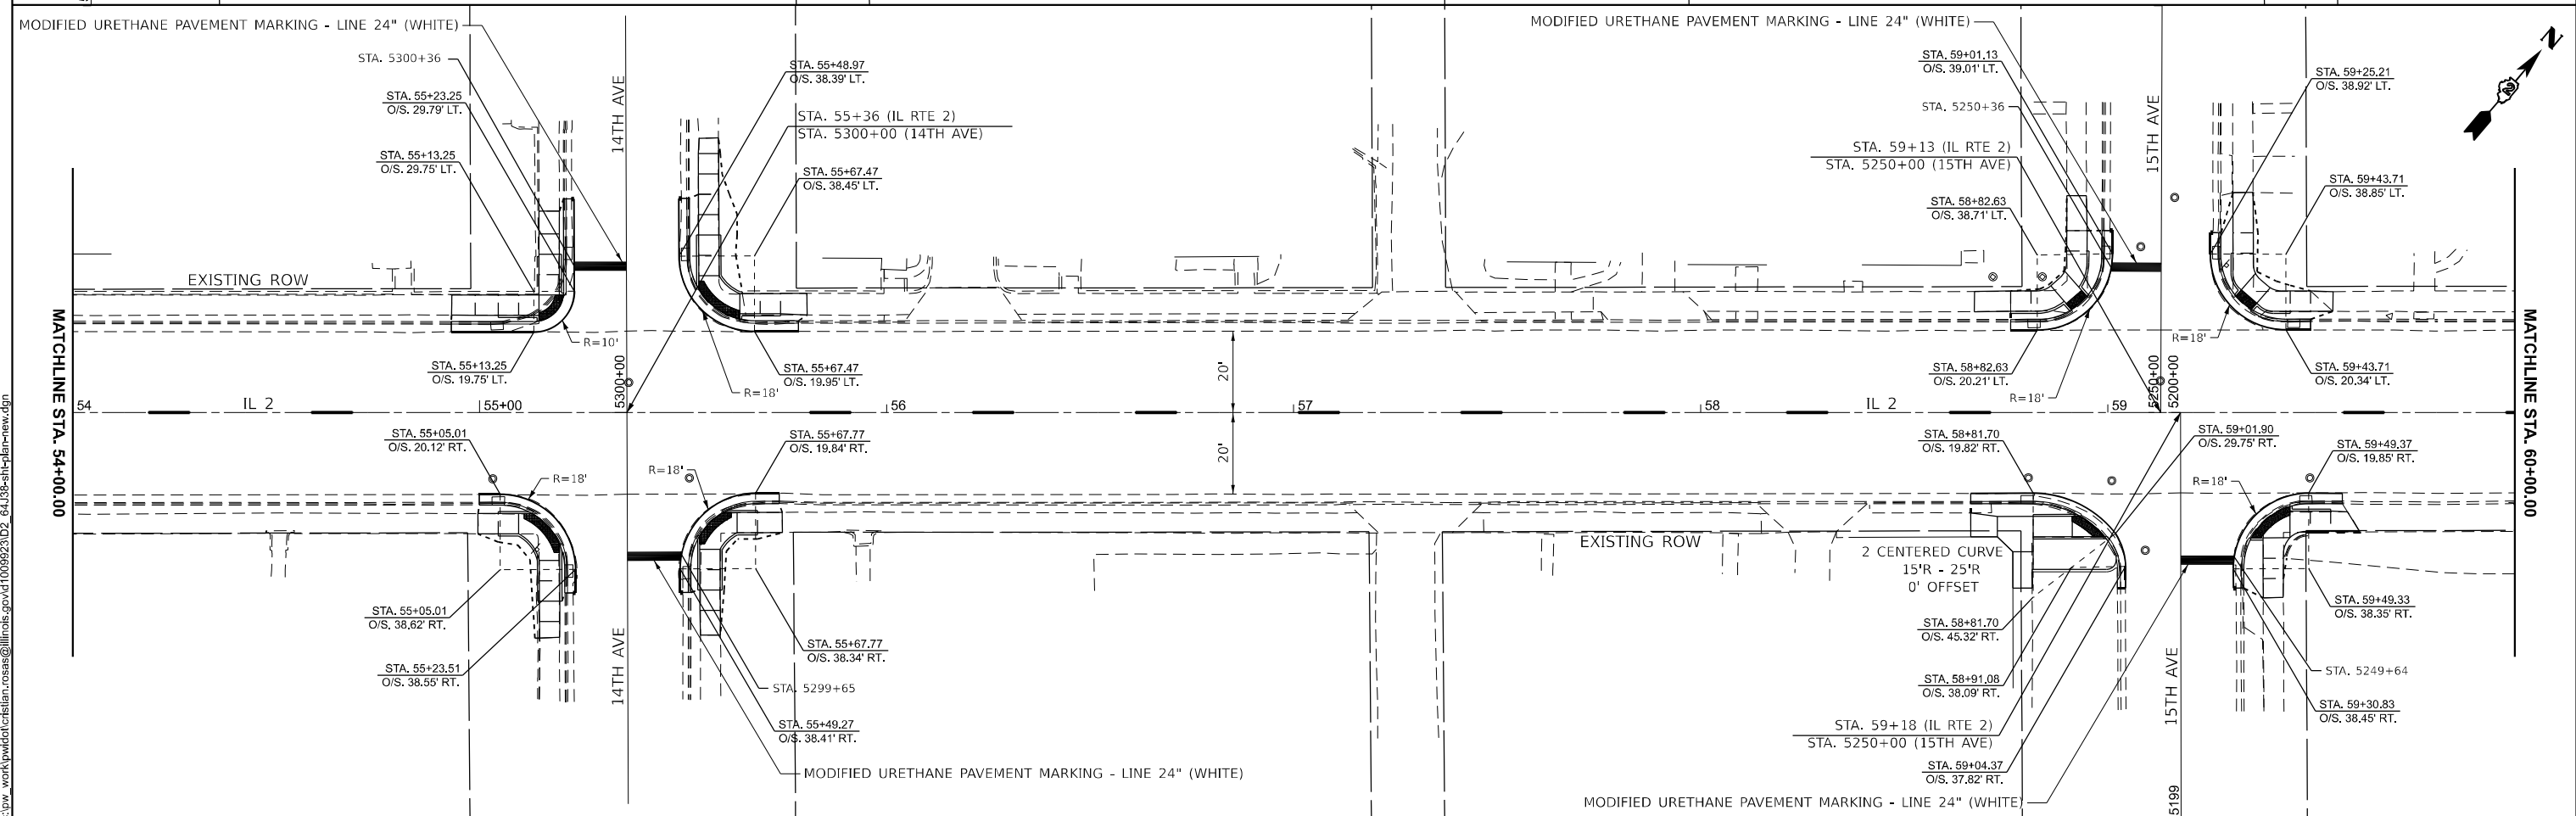 MODIFIED URETHANE PAVEMENT MARKING - LINE 24" (WHITE)
STA. 5300+36
STA. 55+23.25
O/S. 29.79' LT.
STA. 55+13.25
O/S. 29.75' LT.
14TH AVE
STA. 55+48.97
O/S. 38.39' LT.
STA. 55+36 (IL RTE 2)
STA. 5300+00 (14TH AVE)
STA. 55+67.47
O/S. 38.45' LT.
MODIFIED URETHANE PAVEMENT MARKING - LINE 24" (WHITE)
STA. 59+01.13
O/S. 39.01' LT.
STA. 5250+36
STA. 59+13 (IL RTE 2)
STA. 5250+00 (15TH AVE)
STA. 58+82.63
O/S. 38.71' LT.
15TH AVE
STA. 59+25.21
O/S. 38.92' LT.
STA. 59+43.71
O/S. 38.85' LT.
N
2
EXISTING ROW
MATCHLINE STA. 54+00.00
R=10'
STA. 55+13.25
O/S. 19.75' LT.
5300+00
STA. 55+67.47
O/S. 19.95' LT.
R=18'
20'
STA. 58+82.63
O/S. 20.21' LT.
R=18'
5250+00
5200+00
R=18'
STA. 59+43.71
O/S. 20.34' LT.
MATCHLINE STA. 60+00.00
54
IL 2
55+00
56
57
58
IL 2
59
STA. 55+05.01
O/S. 20.12' RT.
R=18'
R=18'
STA. 55+67.77
O/S. 19.84' RT.
20'
STA. 58+81.70
O/S. 19.82' RT.
STA. 59+01.90
O/S. 29.75' RT.
R=18'
STA. 59+49.37
O/S. 19.85' RT.
EXISTING ROW
2 CENTERED CURVE
15'R - 25'R
0' OFFSET
STA. 55+05.01
O/S. 38.62' RT.
STA. 55+23.51
O/S. 38.55' RT.
14TH AVE
STA. 55+67.77
O/S. 38.34' RT.
STA. 5299+65
STA. 55+49.27
O/S. 38.41' RT.
MODIFIED URETHANE PAVEMENT MARKING - LINE 24" (WHITE)
STA. 58+81.70
O/S. 45.32' RT.
STA. 58+91.08
O/S. 38.09' RT.
STA. 59+18 (IL RTE 2)
STA. 5250+00 (15TH AVE)
STA. 59+04.37
O/S. 37.82' RT.
MODIFIED URETHANE PAVEMENT MARKING - LINE 24" (WHITE)
15TH AVE
5199
STA. 59+49.33
O/S. 38.35' RT.
STA. 5249+64
STA. 59+30.83
O/S. 38.45' RT.